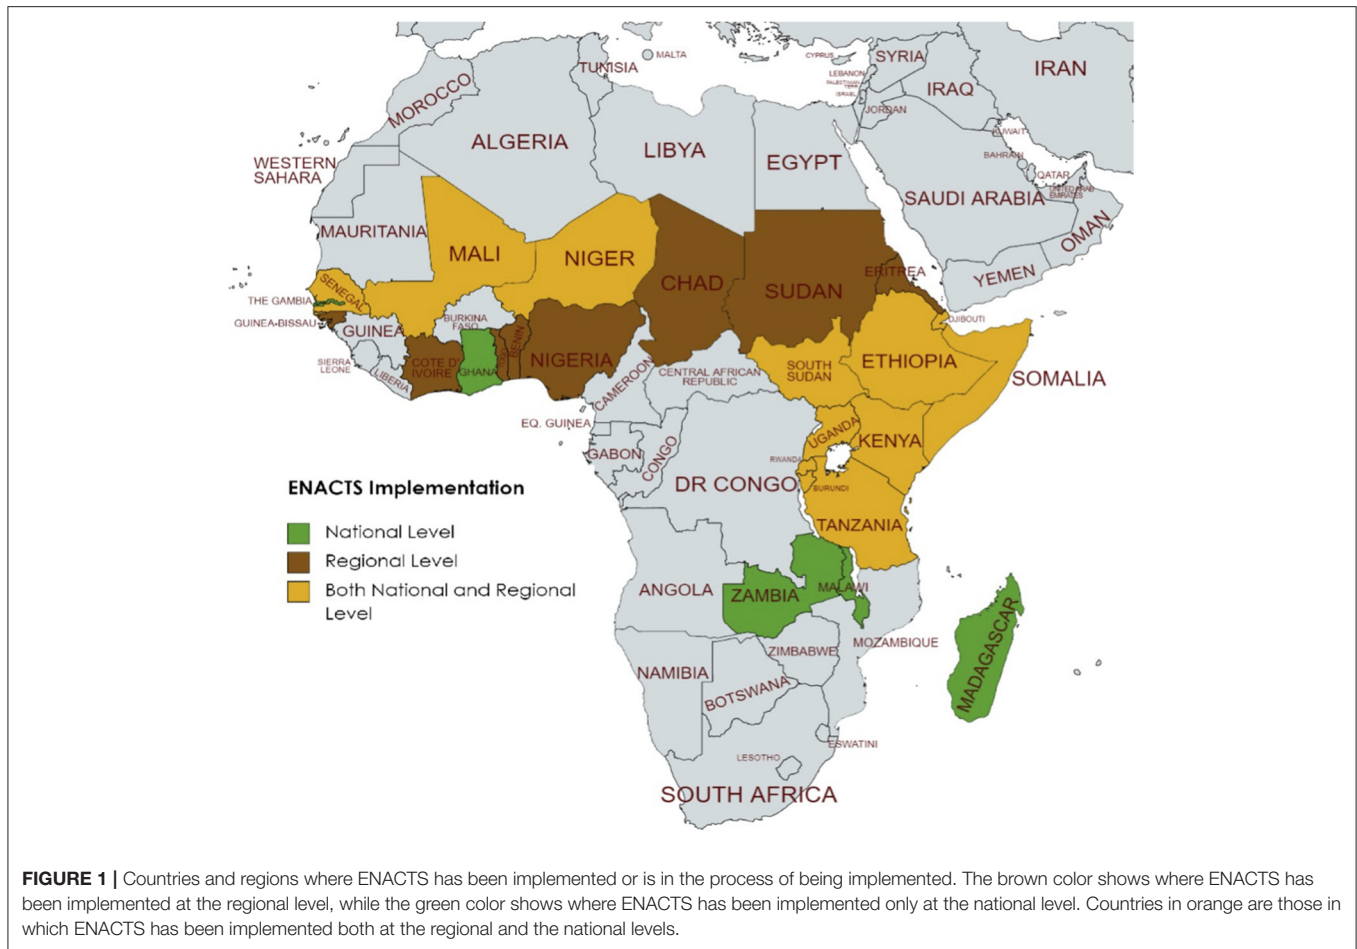 MALTA
TUNISIA
CYPRUS
SYRIA
LEBANON
PALESTINIAN
TERR.
ISRAEL
IRAQ
IRAN
JORDAN
KUWAIT
MOROCCO
ALGERIA
LIBYA
EGYPT
BAHRAIN
QATAR
UNITED ARAB
EMIRATES
SAUDI ARABIA
OMAN
YEMEN
WESTERN
SAHARA
MAURITANIA
MALI
NIGER
CHAD
SUDAN
ERITREA
SENEGAL
THE GAMBIA
GUINEA-BISSAU
GUINEA
BURKINA
FASO
DJIBOUTI
SIERRA
LEONE
LIBERIA
COTE D'
IVOIRE
GHANA
TOGO
BENIN
NIGERIA
CAMEROON
CENTRAL AFRICAN
REPUBLIC
SOUTH
SUDAN
ETHIOPIA
SOMALIA
EQ. GUINEA
GABON
CONGO
UGANDA
KENYA
RWANDA
BURUNDI
DR CONGO
TANZANIA
ENACTS Implementation
National Level
Regional Level
Both National and Regional
Level
ANGOLA
ZAMBIA
MALAWI
MOZAMBIQUE
MADAGASCAR
ZIMBABWE
NAMIBIA
BOTSWANA
ESWATINI
LESOTHO
SOUTH AFRICA
FIGURE 1 | Countries and regions where ENACTS has been implemented or is in the process of being implemented. The brown color shows where ENACTS has
been implemented at the regional level, while the green color shows where ENACTS has been implemented only at the national level. Countries in orange are those in
which ENACTS has been implemented both at the regional and the national levels.